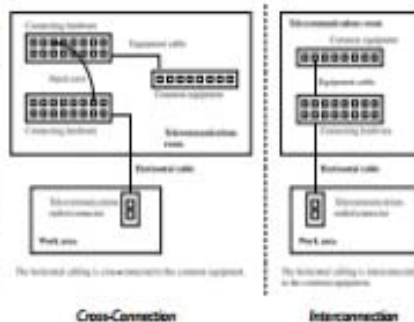 Connecting hardware
Equipment cable
Patch cord
Common equipment
Connecting hardware
Telecommunications
room
Horizontal cable
Telecommunications
outlet/connector
Work area
The horizontal cabling is cross-connected to the common equipment.
Cross-Connection
Telecommunications room
Common equipment
Equipment cable
Connecting hardware
Horizontal cable
Telecommunications
outlet/connector
Work area
The horizontal cabling is interconnected
to the common equipment.
Interconnection